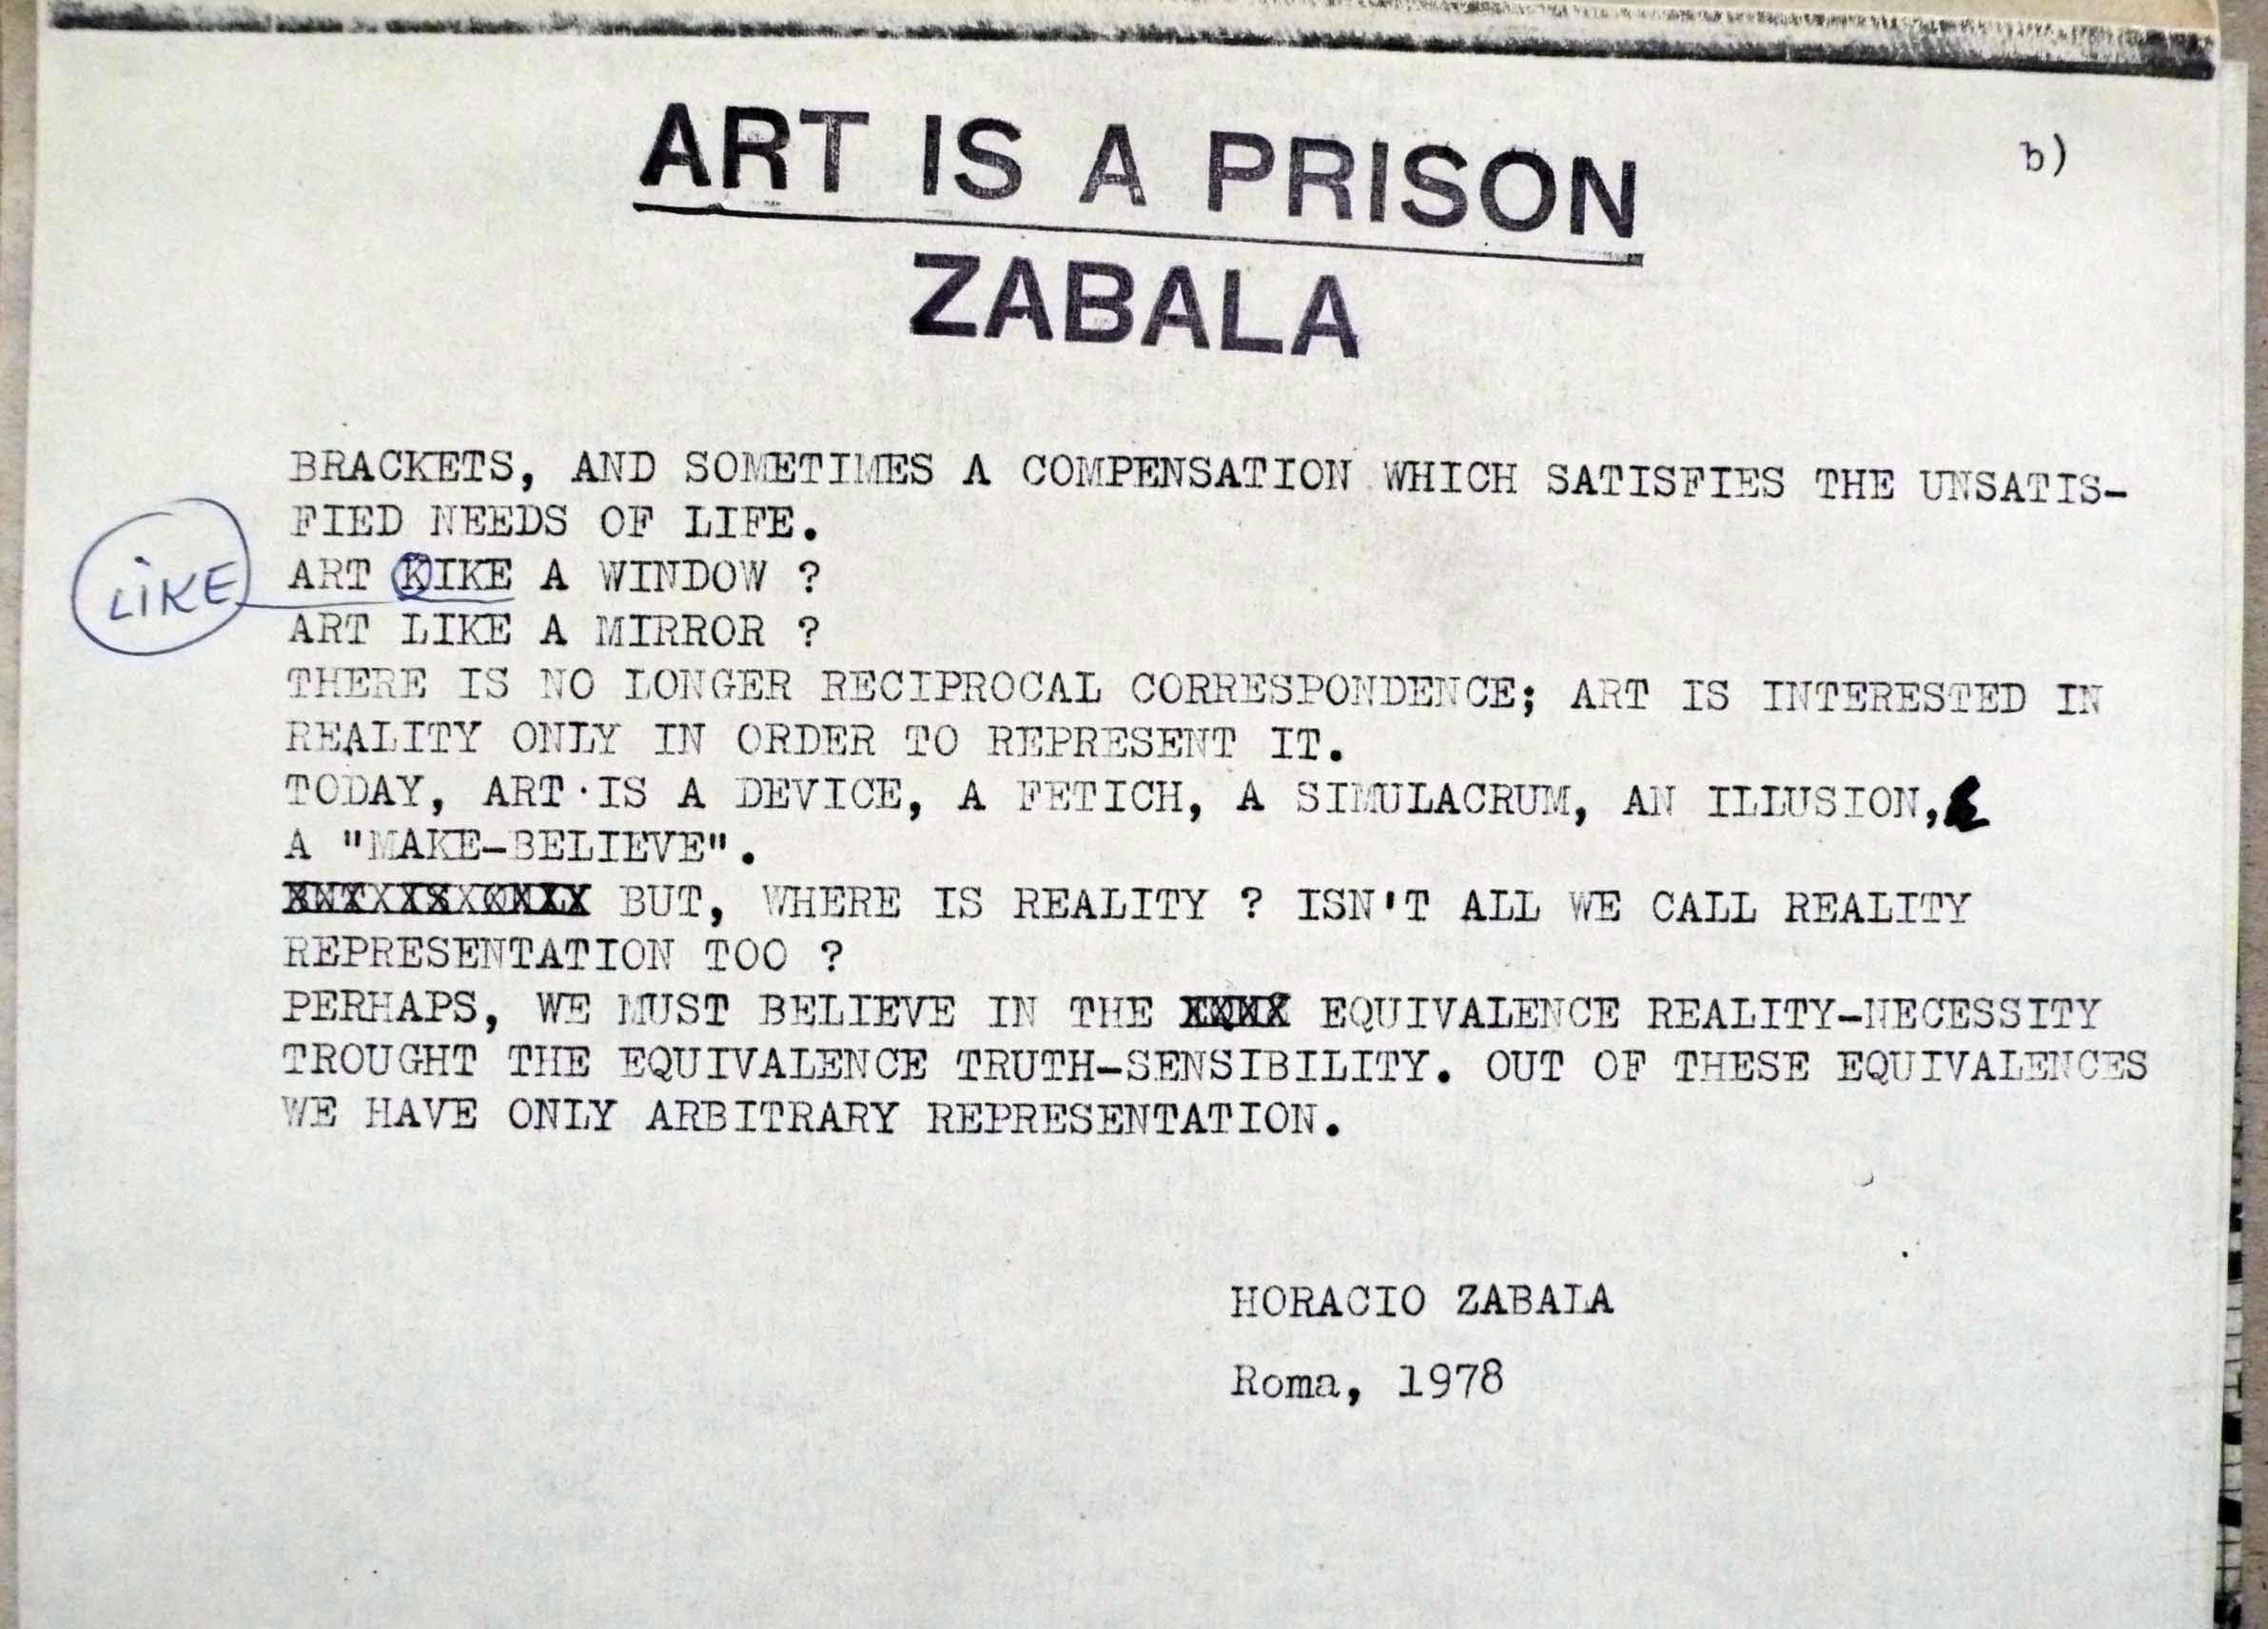 ART IS A PRISON
b)
ZABALA
BRACKETS, AND SOMETIMES A COMPENSATION WHICH SATISFIES THE UNSATIS-
FIED NEEDS OF LIFE.
LIKE
ART KIKE A WINDOW ?
ART LIKE A MIRROR ?
THERE IS NO LONGER RECIPROCAL CORRESPONDENCE; ART IS INTERESTED IN
REALITY ONLY IN ORDER TO REPRESENT IT.
TODAY, ART IS A DEVICE, A FETICH, A SIMULACRUM, AN ILLUSION,
A "MAKE-BELIEVE".
BUT, WHERE IS REALITY ? ISN'T ALL WE CALL REALITY
REPRESENTATION TOO ?
PERHAPS, WE MUST BELIEVE IN THE EQUIVALENCE REALITY-NECESSITY
TROUGHT THE EQUIVALENCE TRUTH-SENSIBILITY. OUT OF THESE EQUIVALENCES
WE HAVE ONLY ARBITRARY REPRESENTATION.
HORACIO ZABALA
Roma, 1978